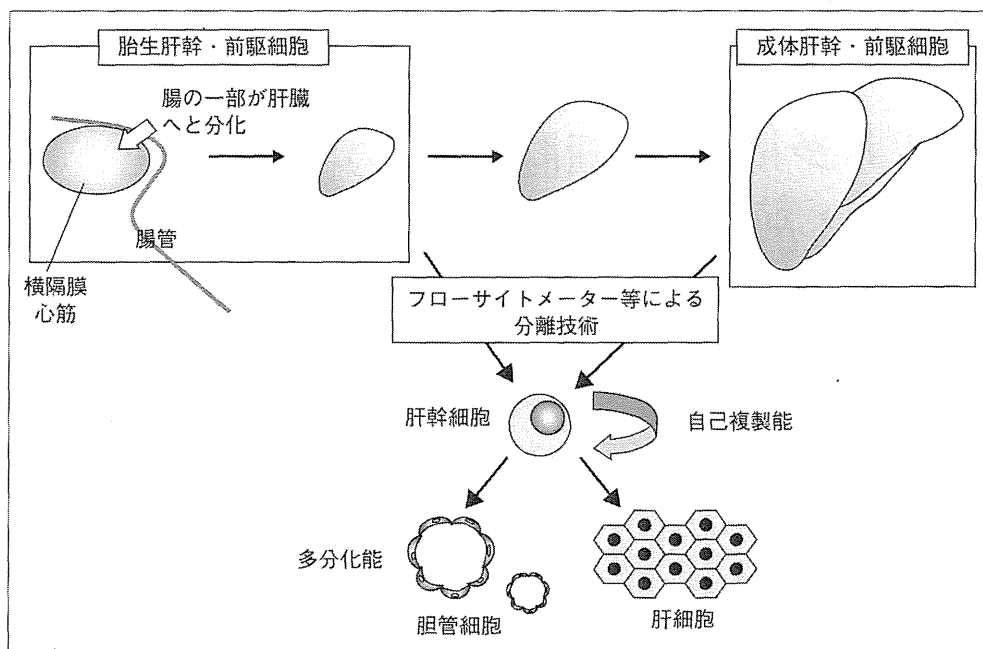 胎生肝幹・前駆細胞
成体肝幹・前駆細胞
腸の一部が肝臓
へと分化
腸管
横隔膜
心筋
フローサイトメーター等による
分離技術
肝幹細胞
自己複製能
多分化能
胆管細胞
肝細胞